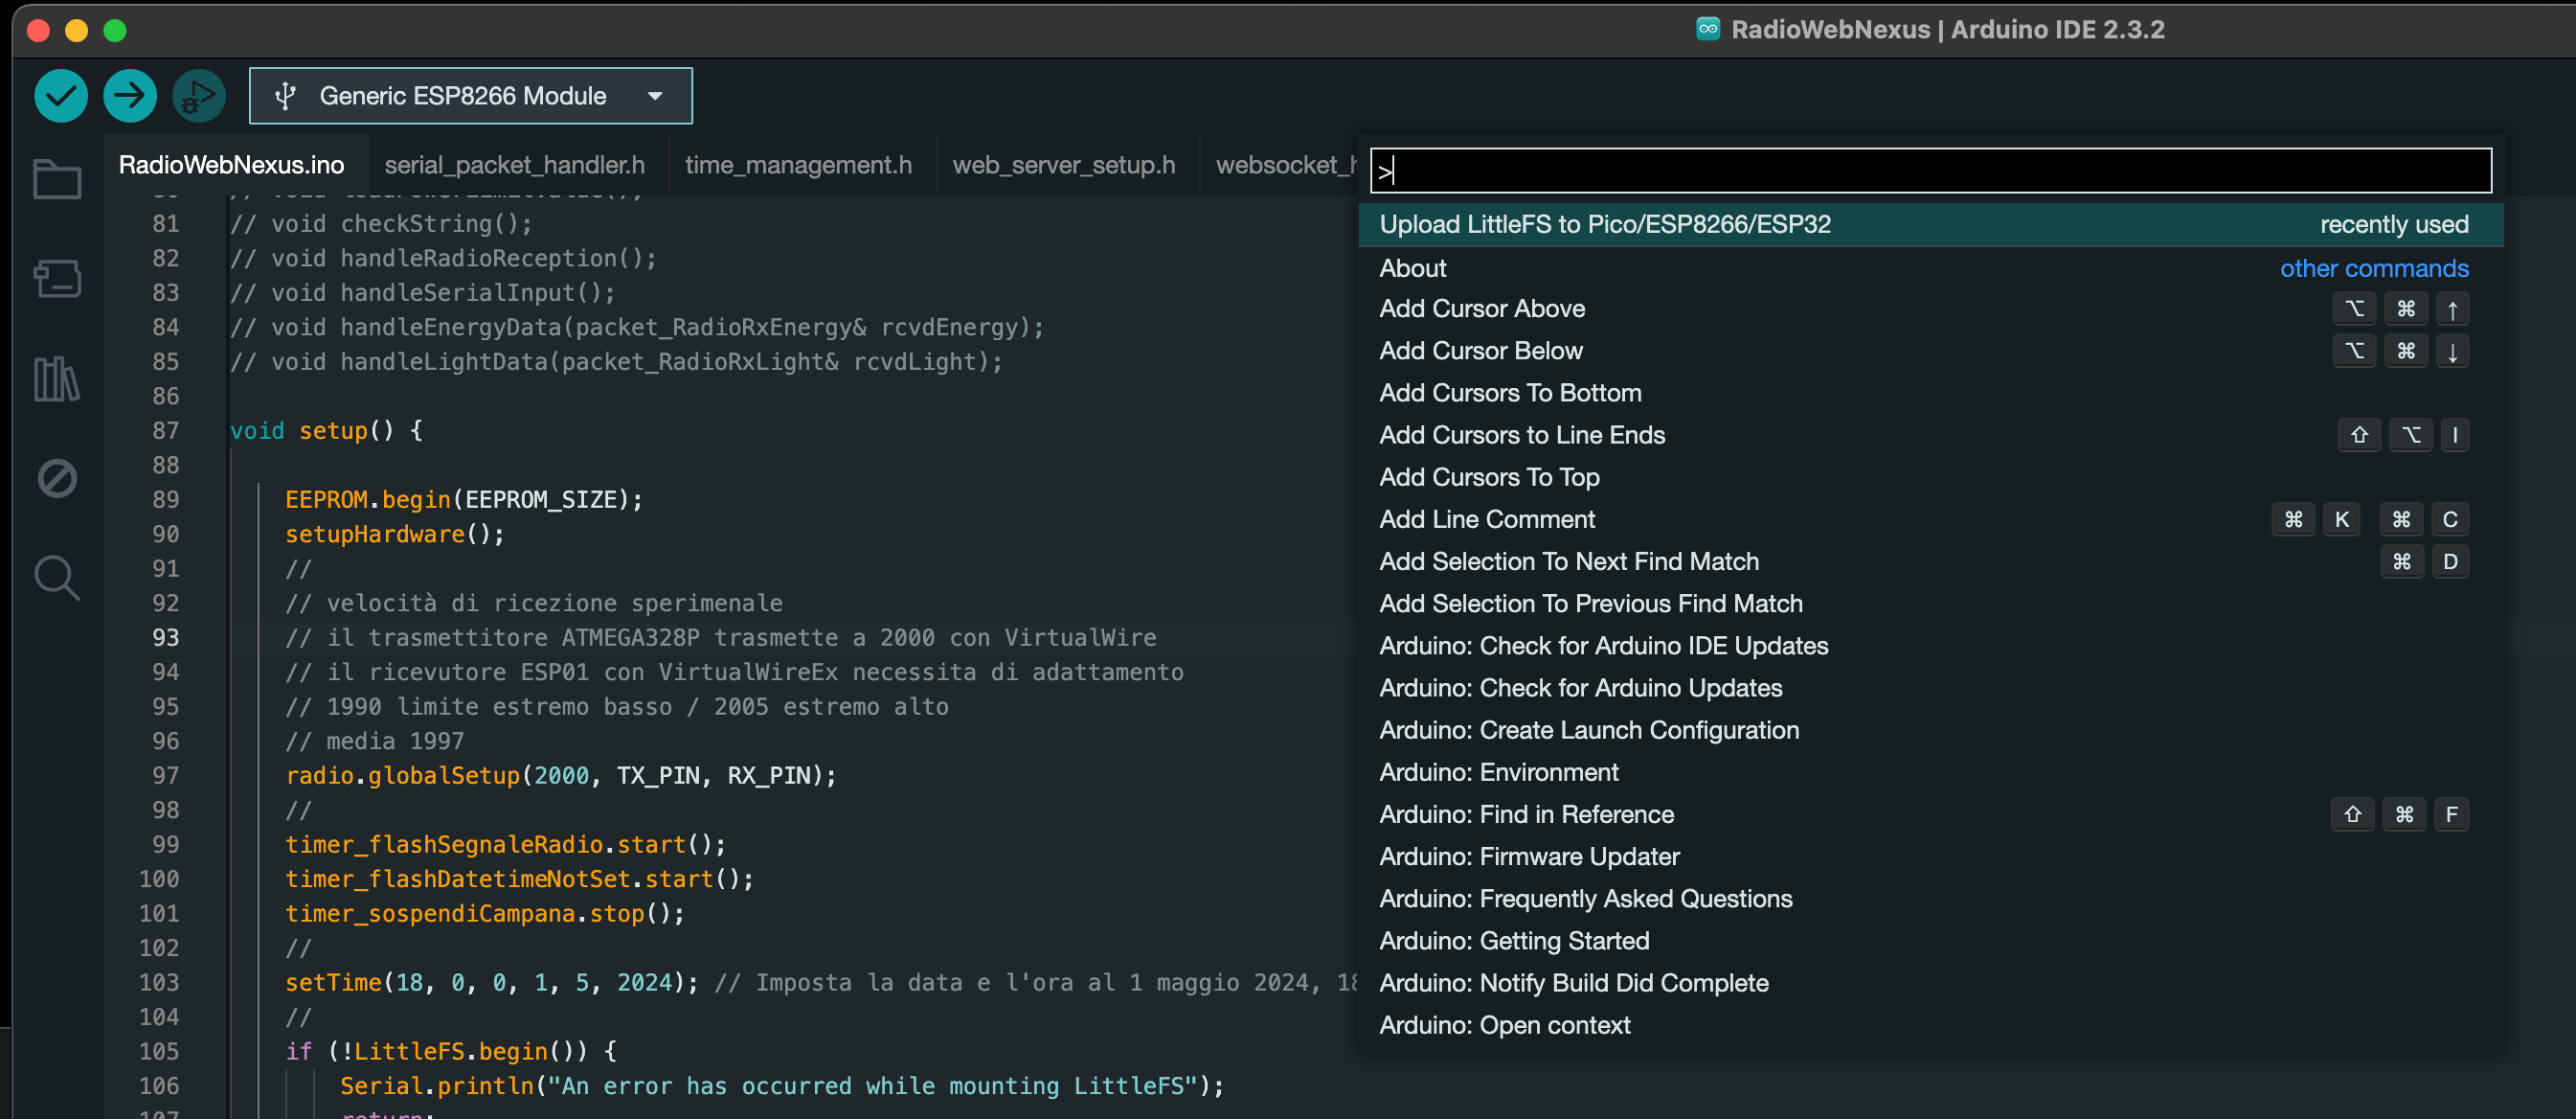 RadioWebNexus | Arduino IDE 2.3.2
Generic ESP8266 Module
RadioWebNexus.ino serial_packet_handler.h time_management.h web_server_setup.h websocket_h
81 // void checkString();
82 // void handleRadioReception();
83 // void handleSerialInput();
84 // void handleEnergyData(packet_RadioRxEnergy& rcvdEnergy);
85 // void handleLightData(packet_RadioRxLight& rcvdLight);
86
87 void setup() {
88
89 EEPROM.begin(EEPROM_SIZE);
90 setupHardware();
91 //
92 // velocità di ricezione sperimenale
93 // il trasmettitore ATMEGA328P trasmette a 2000 con VirtualWire
94 // il ricevutore ESP01 con VirtualWireEx necessita di adattamento
95 // 1990 limite estremo basso / 2005 estremo alto
96 // media 1997
97 radio.globalSetup(2000, TX_PIN, RX_PIN);
98 //
99 timer_flashSegnaleRadio.start();
100 timer_flashDatetimeNotSet.start();
101 timer_sospendiCampana.stop();
102 //
103 setTime(18, 0, 0, 1, 5, 2024); // Imposta la data e l'ora al 1 maggio 2024, 18
104 //
105 if (!LittleFS.begin()) {
106 Serial.println("An error has occurred while mounting LittleFS");
>
Upload LittleFS to Pico/ESP8266/ESP32 recently used
About other commands
Add Cursor Above ⌥ ⌘ ↑
Add Cursor Below ⌥ ⌘ ↓
Add Cursors To Bottom
Add Cursors to Line Ends ⇧ ⌥ I
Add Cursors To Top
Add Line Comment ⌘ K ⌘ C
Add Selection To Next Find Match ⌘ D
Add Selection To Previous Find Match
Arduino: Check for Arduino IDE Updates
Arduino: Check for Arduino Updates
Arduino: Create Launch Configuration
Arduino: Environment
Arduino: Find in Reference ⇧ ⌘ F
Arduino: Firmware Updater
Arduino: Frequently Asked Questions
Arduino: Getting Started
Arduino: Notify Build Did Complete
Arduino: Open context